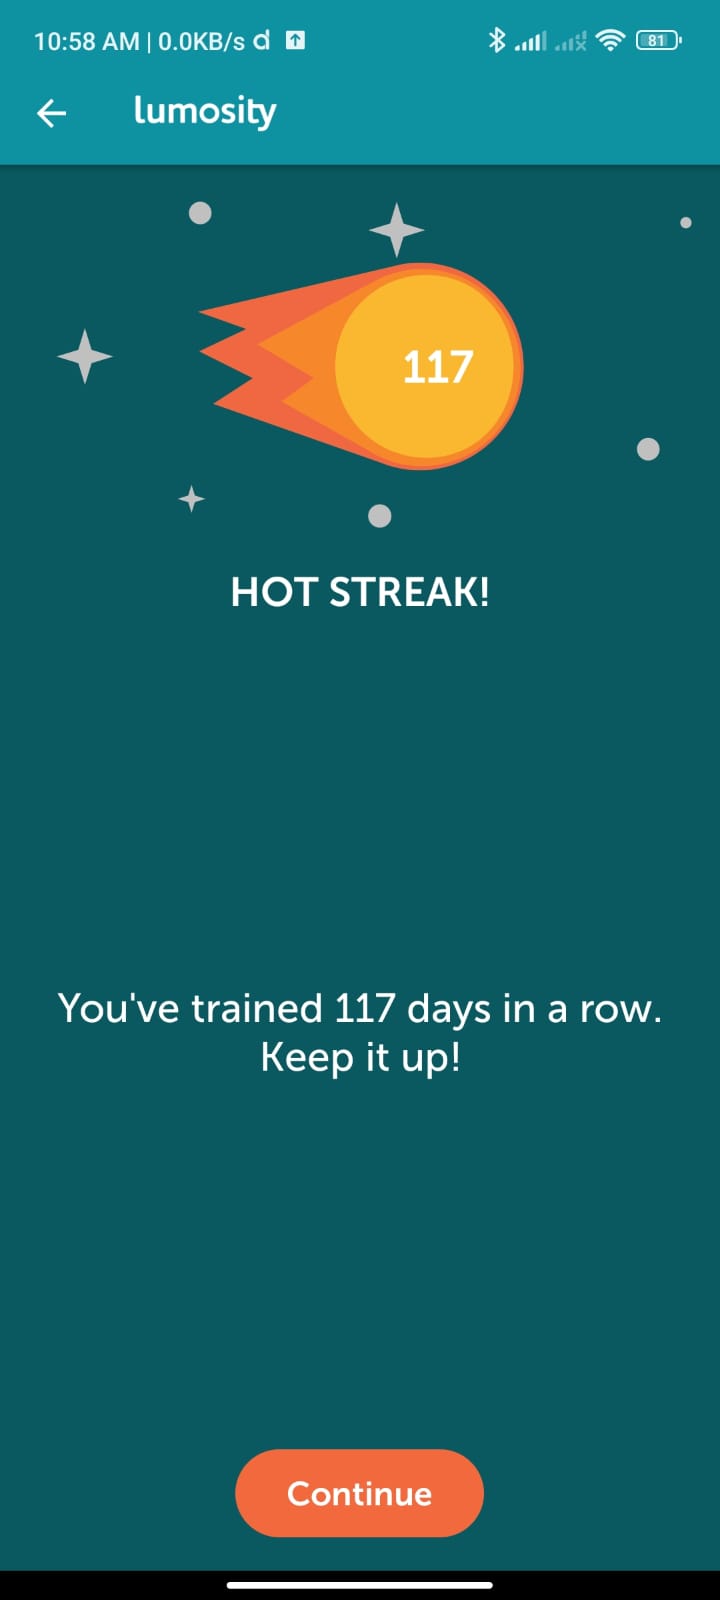 10:58 AM | 0.0KB/s d
81
lumosity
117
HOT STREAK!
You've trained 117 days in a row.
Keep it up!
Continue